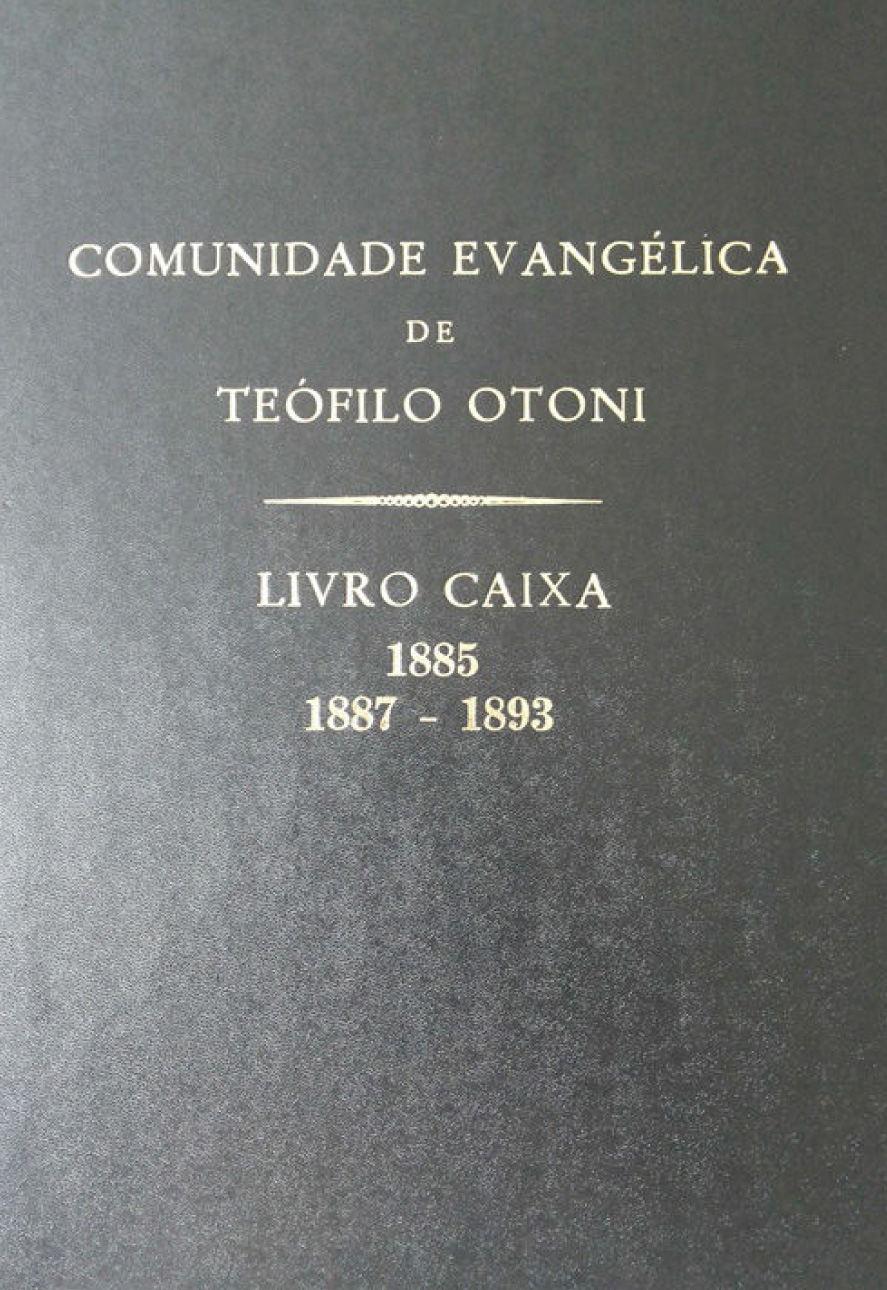 COMUNIDADE EVANGÉLICA
DE
TEÓFILO OTONI
LIVRO CAIXA
1885
1887 - 1893